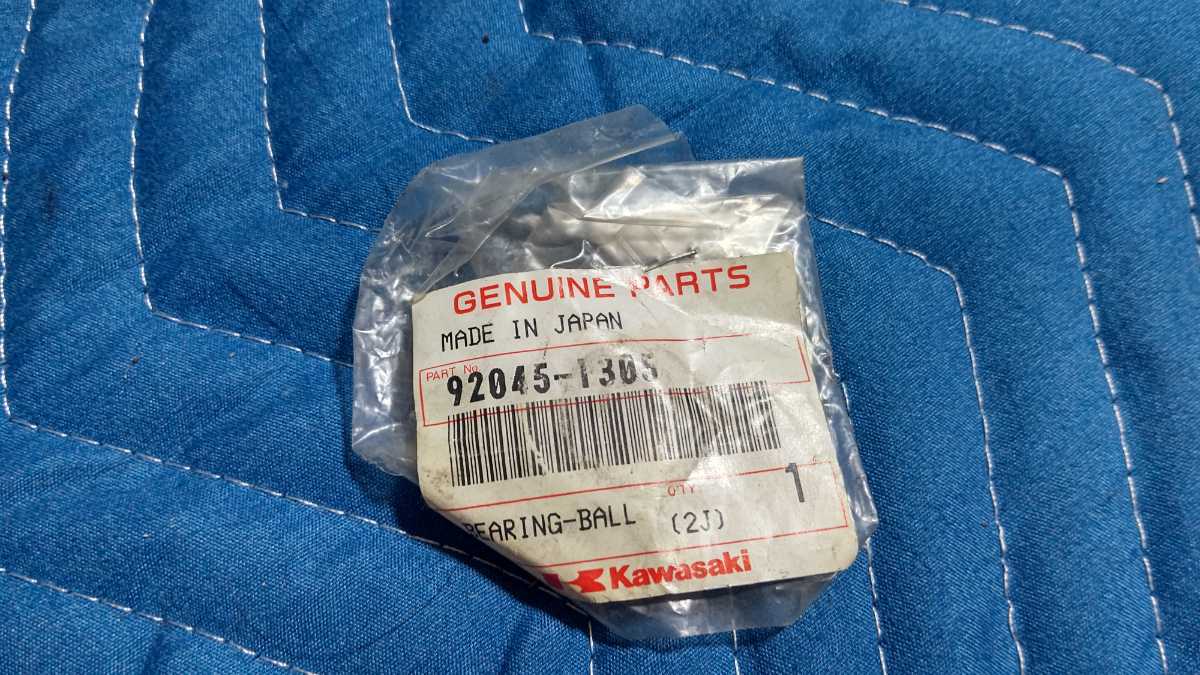 GENUINE PARTS
MADE IN JAPAN
PART No.
92045-1305
QTY.
1
BEARING-BALL (2J)
Kawasaki